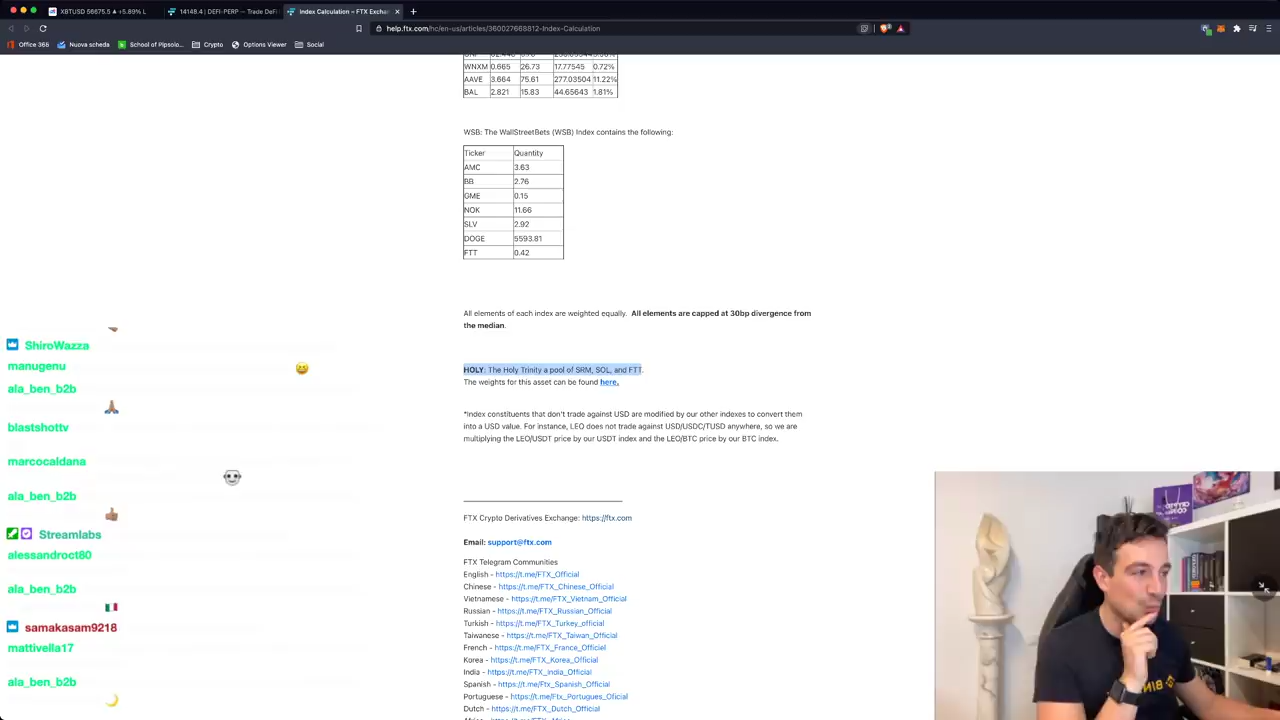 XBTUSD 56675.5 ▲ +5.89% L
14148.4 | DEFI-PERP
Trade DeFi
Index Calculation – FTX Exchan
help.ftx.com/hc/en-us/articles/360027668812-Index-Calculation
Office 365
Nuova scheda
School of Pipsolo...
Crypto
Options Viewer
Social
WNXM 0.665 26.73 17.77545 0.72%
AAVE 3.664 75.61 277.03504 11.22%
BAL 2.821 15.83 44.65643 1.81%
WSB: The WallStreetBets (WSB) Index contains the following:
Ticker Quantity
AMC 3.63
BB 2.76
GME 0.15
NOK 11.66
SLV 2.92
DOGE 5593.81
FTT 0.42
All elements of each index are weighted equally. All elements are capped at 30bp divergence from
the median.
HOLY: The Holy Trinity a pool of SRM, SOL, and FTT.
The weights for this asset can be found here.
*Index constituents that don't trade against USD are modified by our other indexes to convert them
into a USD value. For instance, LEO does not trade against USD/USDC/TUSD anywhere, so we are
multiplying the LEO/USDT price by our USDT index and the LEO/BTC price by our BTC index.
FTX Crypto Derivatives Exchange: https://ftx.com
Email: support@ftx.com
FTX Telegram Communities
English - https://t.me/FTX_Official
Chinese - https://t.me/FTX_Chinese_Official
Vietnamese - https://t.me/FTX_Vietnam_Official
Russian - https://t.me/FTX_Russian_Official
Turkish - https://t.me/FTX_Turkey_official
Taiwanese - https://t.me/FTX_Taiwan_Official
French - https://t.me/FTX_France_Officiel
Korea - https://t.me/FTX_Korea_Official
India - https://t.me/FTX_India_Official
Spanish - https://t.me/Ftx_Spanish_Official
Portuguese - https://t.me/Ftx_Portugues_Oficial
Dutch - https://t.me/FTX_Dutch_Official
ShiroWazza
manugenu
ala_ben_b2b
blastshottv
marcocaldana
ala_ben_b2b
Streamlabs
alessandroct80
ala_ben_b2b
samakasam9218
mattivella17
ala_ben_b2b